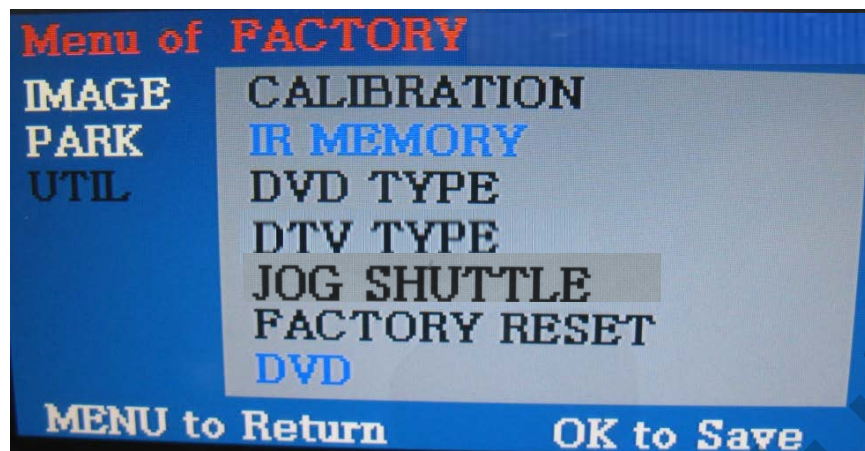 Menu of FACTORY
IMAGE
PARK
UTIL
CALIBRATION
IR MEMORY
DVD TYPE
DTV TYPE
JOG SHUTTLE
FACTORY RESET
DVD
MENU to Return
OK to Save